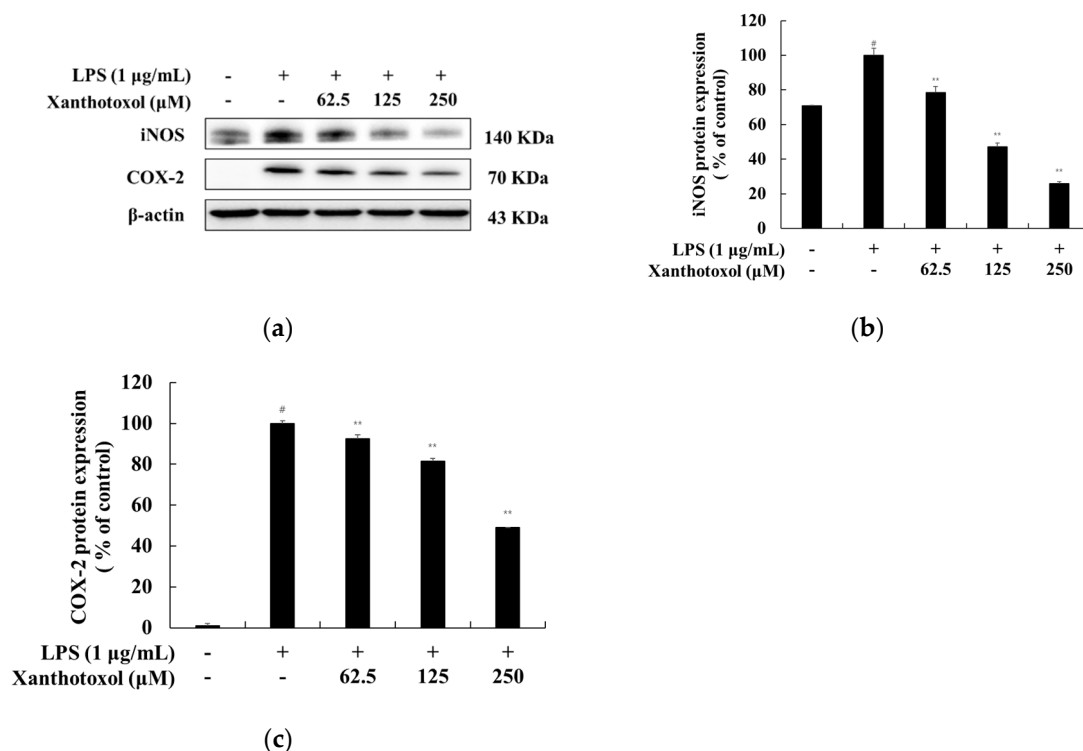 LPS (1 µg/mL) - + + + +
Xanthotoxol (µM) - - 62.5 125 250
iNOS 140 KDa
COX-2 70 KDa
β-actin 43 KDa
(a)
iNOS protein expression
( % of control)
120
100
80
60
40
20
0
#
**
**
**
LPS (1 µg/mL) - + + + +
Xanthotoxol (µM) - - 62.5 125 250
(b)
COX-2 protein expression
( % of control)
120
100
80
60
40
20
0
#
**
**
**
LPS (1 µg/mL) - + + + +
Xanthotoxol (µM) - - 62.5 125 250
(c)